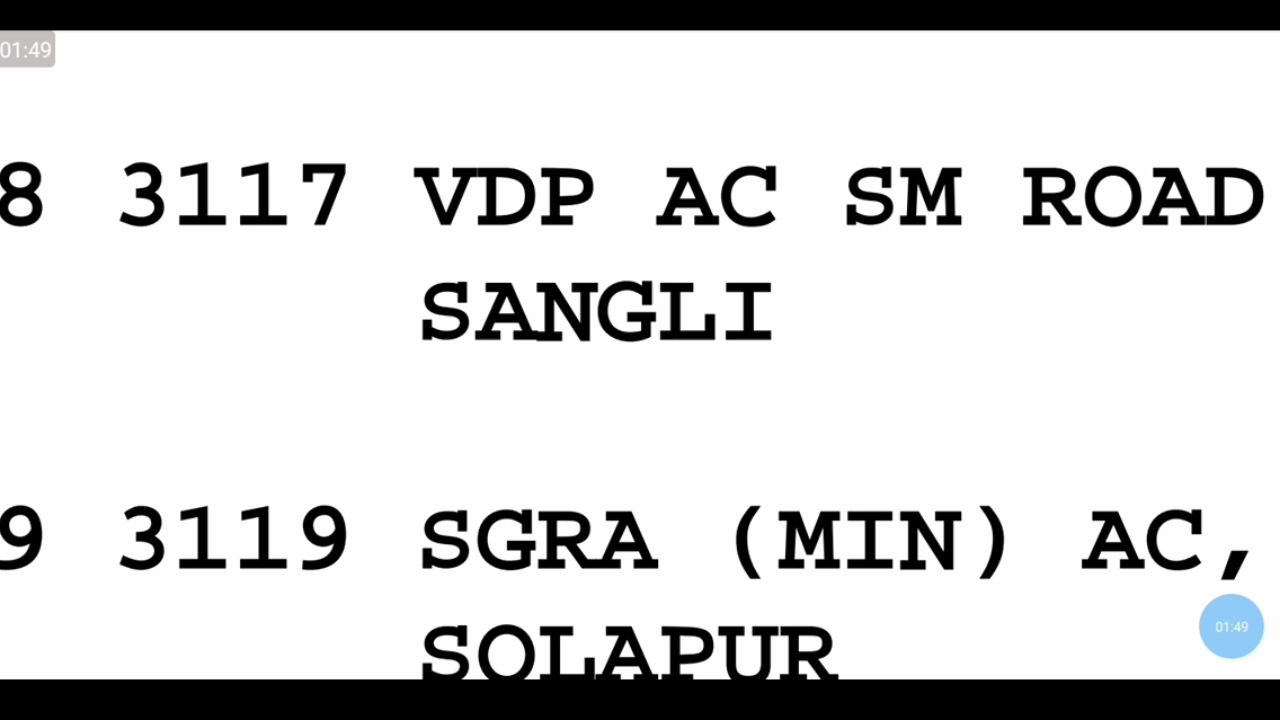 01:49
8 3117 VDP AC SM ROAD
SANGLI
9 3119 SGRA (MIN) AC,
SOLAPUR
01:49